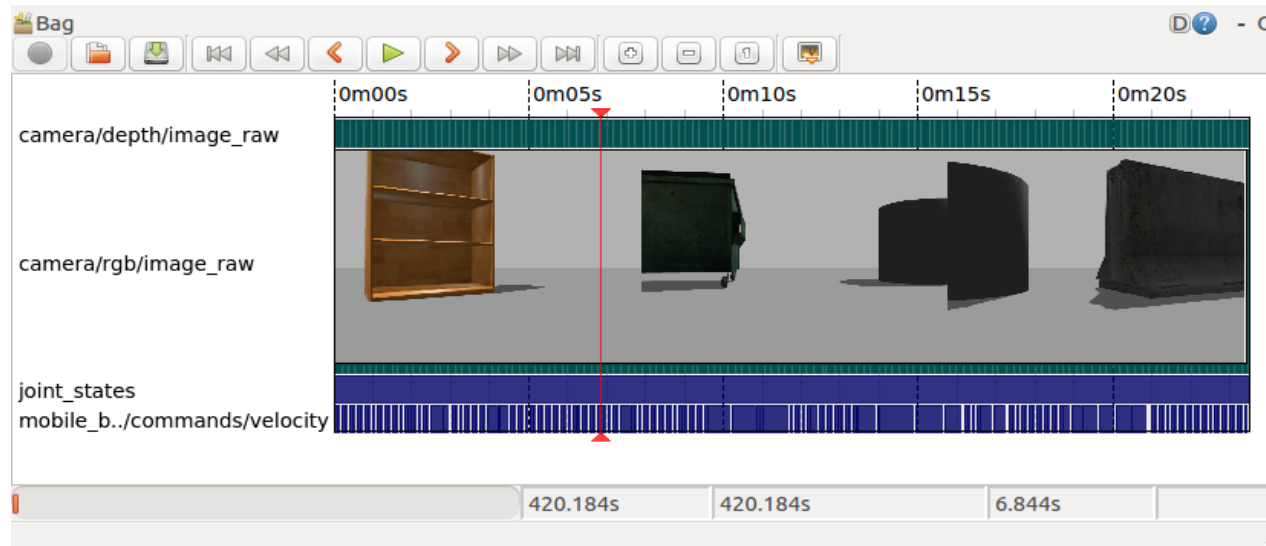 Bag
D ? - C
0m00s 0m05s 0m10s 0m15s 0m20s
camera/depth/image_raw
camera/rgb/image_raw
joint_states
mobile_b../commands/velocity
420.184s 420.184s 6.844s